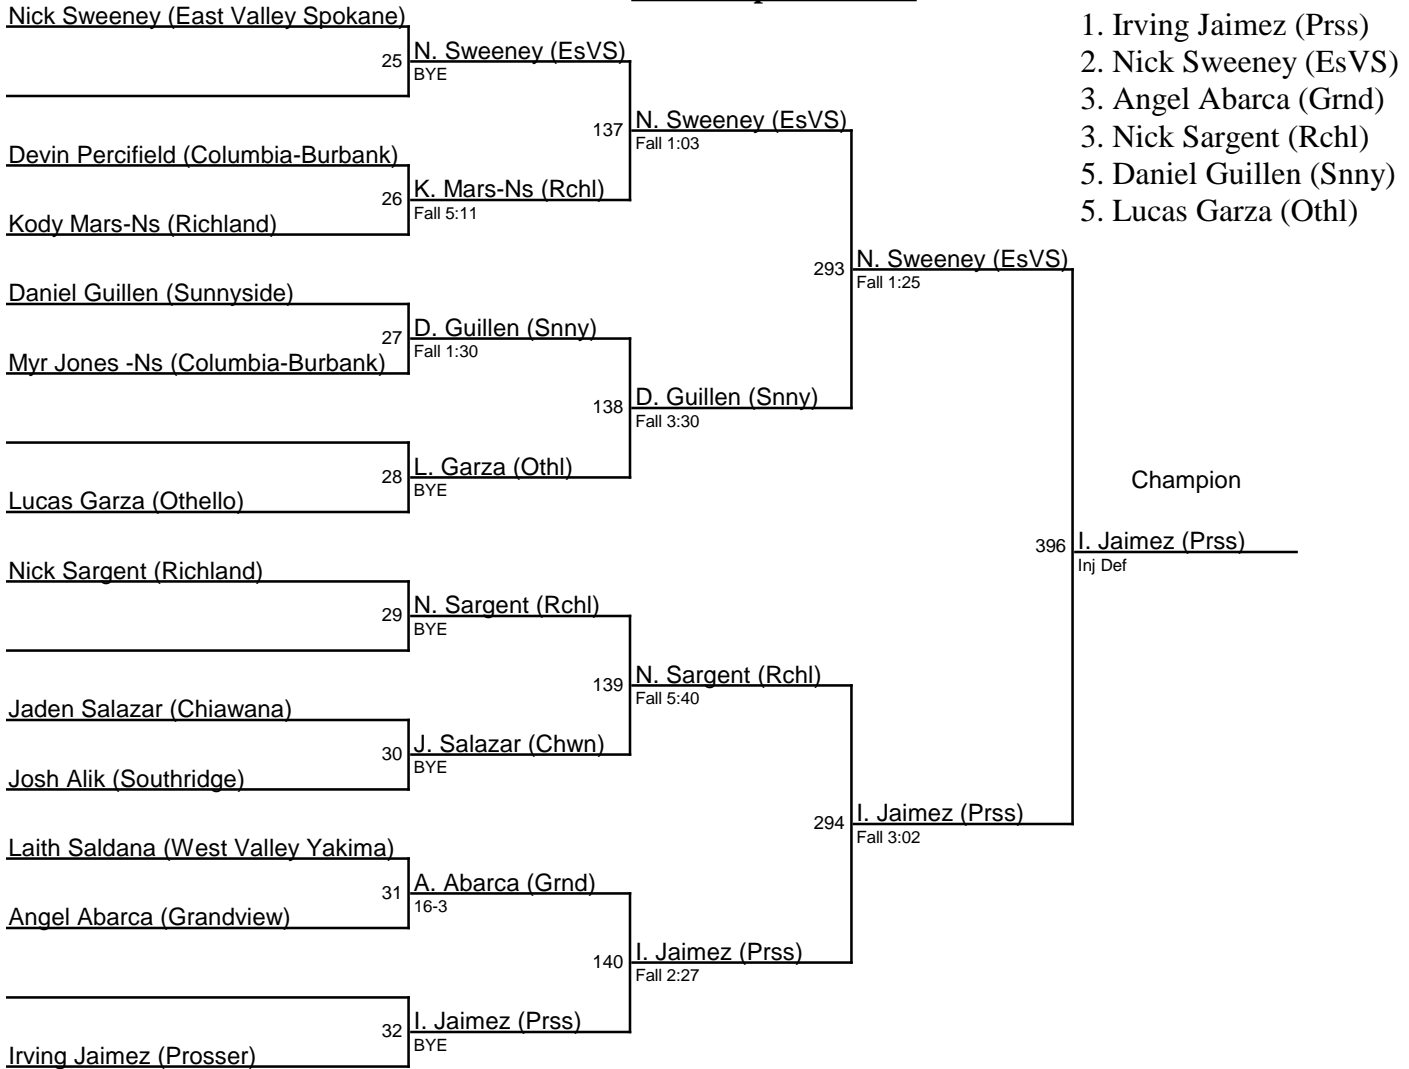 Nick Sweeney (East Valley Spokane)
25
N. Sweeney (EsVS)
BYE
137
N. Sweeney (EsVS)
Fall 1:03
Devin Percifield (Columbia-Burbank)
26
K. Mars-Ns (Rchl)
Fall 5:11
Kody Mars-Ns (Richland)
293
N. Sweeney (EsVS)
Fall 1:25
Daniel Guillen (Sunnyside)
27
D. Guillen (Snny)
Fall 1:30
Myr Jones -Ns (Columbia-Burbank)
138
D. Guillen (Snny)
Fall 3:30
28
L. Garza (Othl)
BYE
Lucas Garza (Othello)
Champion
396
I. Jaimez (Prss)
Inj Def
Nick Sargent (Richland)
29
N. Sargent (Rchl)
BYE
139
N. Sargent (Rchl)
Fall 5:40
Jaden Salazar (Chiawana)
30
J. Salazar (Chwn)
BYE
Josh Alik (Southridge)
294
I. Jaimez (Prss)
Fall 3:02
Laith Saldana (West Valley Yakima)
31
A. Abarca (Grnd)
16-3
Angel Abarca (Grandview)
140
I. Jaimez (Prss)
Fall 2:27
32
I. Jaimez (Prss)
BYE
Irving Jaimez (Prosser)
1. Irving Jaimez (Prss)
2. Nick Sweeney (EsVS)
3. Angel Abarca (Grnd)
3. Nick Sargent (Rchl)
5. Daniel Guillen (Snny)
5. Lucas Garza (Othl)